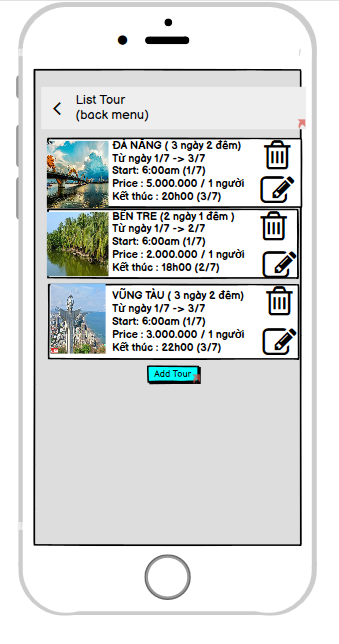 List Tour
(back menu)
ĐÀ NẴNG ( 3 ngày 2 đêm)
Từ ngày 1/7 -> 3/7
Start: 6:00am (1/7)
Price : 5.000.000 / 1 người
Kết thúc : 20h00 (3/7)
BẾN TRE (2 ngày 1 đêm )
Từ ngày 1/7 -> 2/7
Start: 6:00am (1/7)
Price : 2.000.000 / 1 người
Kết thúc : 18h00 (2/7)
VŨNG TÀU ( 3 ngày 2 đêm)
Từ ngày 1/7 -> 3/7
Start: 6:00am (1/7)
Price : 3.000.000 / 1 người
Kết thúc : 22h00 (3/7)
Add Tour